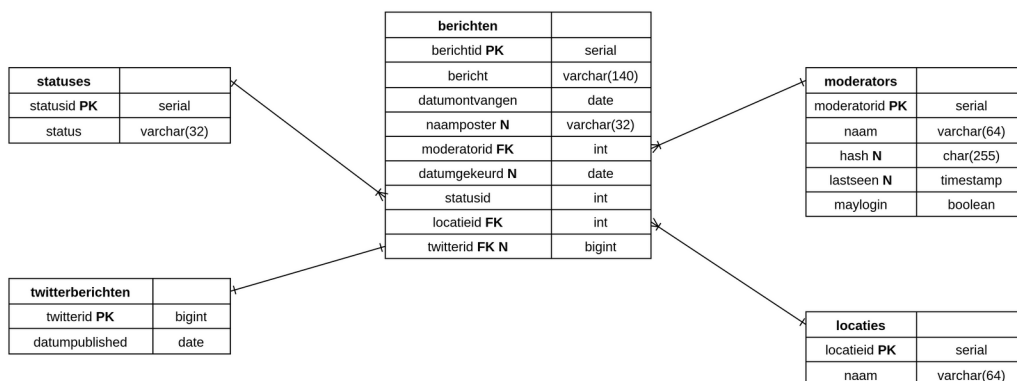 berichten
berichtid PK serial
bericht varchar(140)
datumontvangen date
naamposter N varchar(32)
moderatorid FK int
datumgekeurd N date
statusid int
locatieid FK int
twitterid FK N bigint
statuses
statusid PK serial
status varchar(32)
twitterberichten
twitterid PK bigint
datumpublished date
moderators
moderatorid PK serial
naam varchar(64)
hash N char(255)
lastseen N timestamp
maylogin boolean
locaties
locatieid PK serial
naam varchar(64)